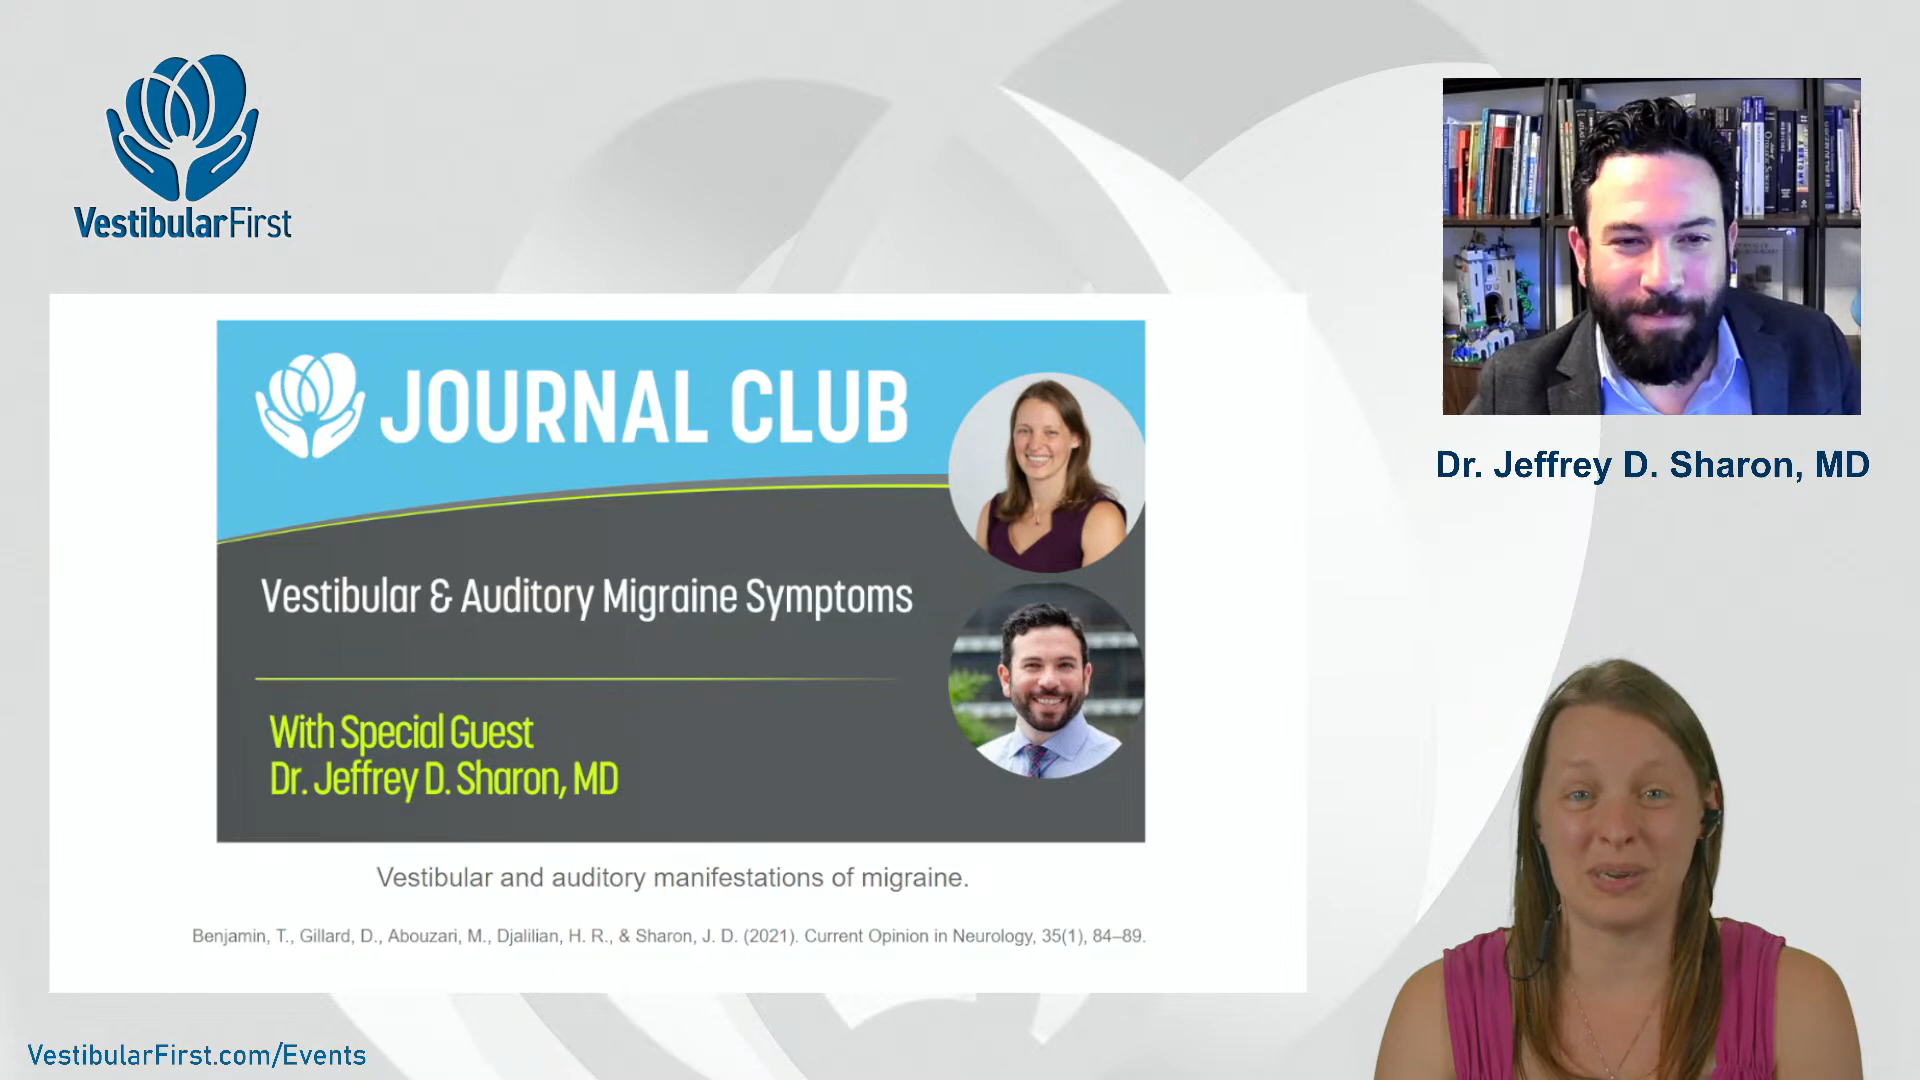 VestibularFirst
JOURNAL CLUB
Vestibular & Auditory Migraine Symptoms
With Special Guest
Dr. Jeffrey D. Sharon, MD
Vestibular and auditory manifestations of migraine.
Benjamin, T., Gillard, D., Abouzari, M., Djalilian, H. R., & Sharon, J. D. (2021). Current Opinion in Neurology, 35(1), 84–89.
Dr. Jeffrey D. Sharon, MD
VestibularFirst.com/Events